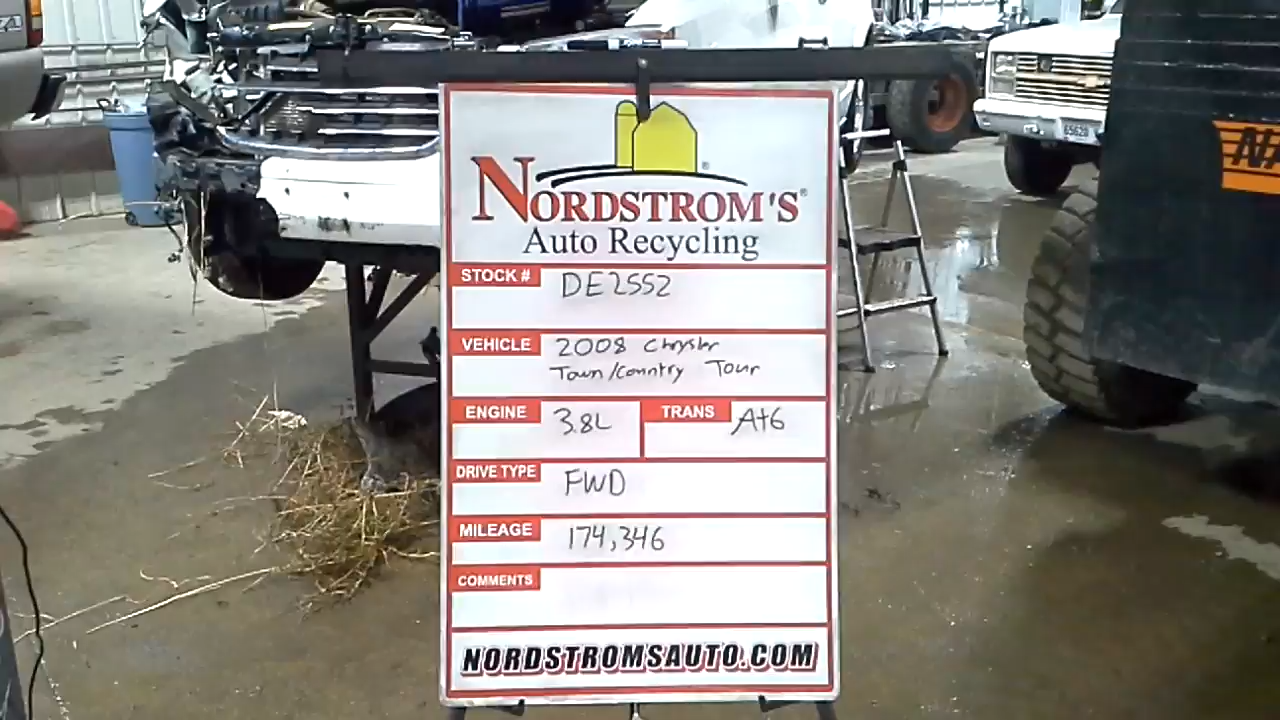 NORDSTROM'S®
Auto Recycling
STOCK # DE2552
VEHICLE 2008 Chrysler
Town/Country Tour
ENGINE 3.8L TRANS At6
DRIVE TYPE FWD
MILEAGE 174,346
COMMENTS
NORDSTROMSAUTO.COM